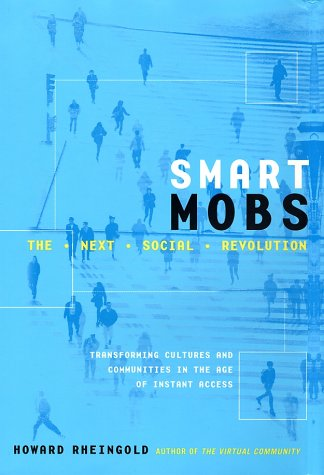 SMART
MOBS
THE • NEXT • SOCIAL • REVOLUTION
TRANSFORMING CULTURES AND
COMMUNITIES IN THE AGE
OF INSTANT ACCESS
HOWARD RHEINGOLD AUTHOR OF THE VIRTUAL COMMUNITY